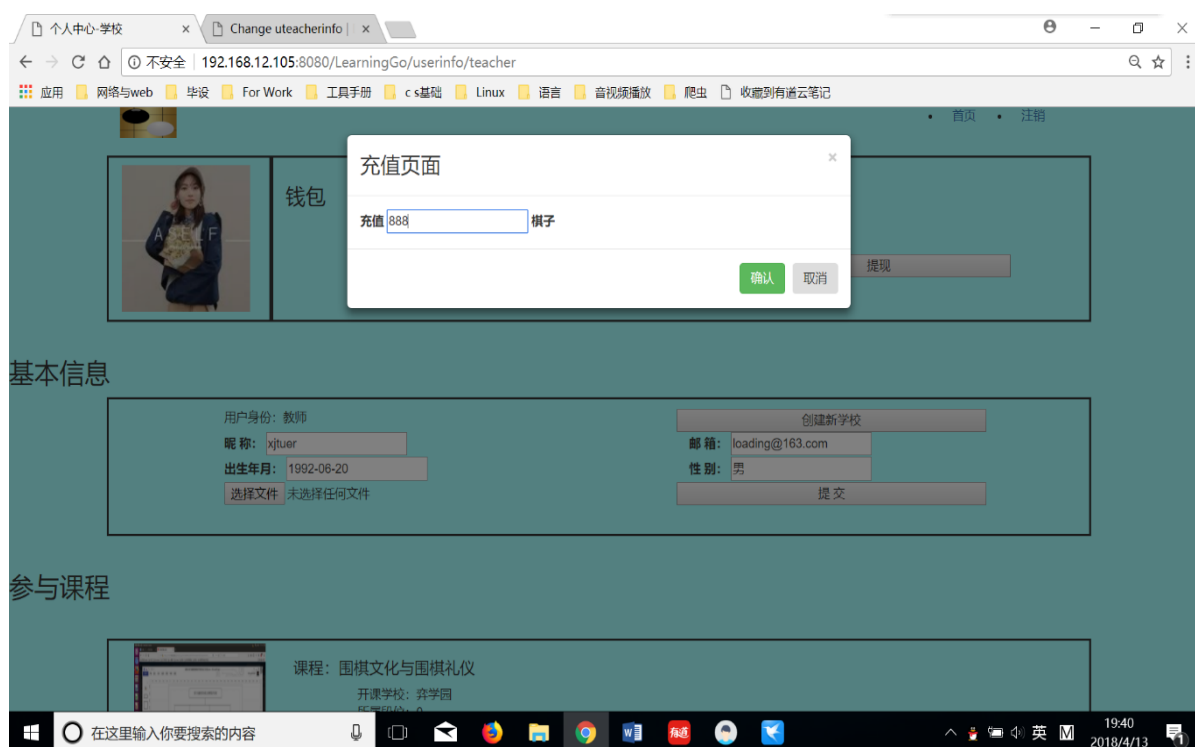 个人中心-学校
Change uteacherinfo |
不安全 | 192.168.12.105:8080/LearningGo/userinfo/teacher
应用 网络与web 毕设 For Work 工具手册 c s基础 Linux 语言 音视频播放 爬虫 收藏到有道云笔记
首页 注销
充值页面 ×
钱包
ASELF
充值 888 棋子
提现
确认 取消
基本信息
用户身份：教师 创建新学校
昵 称： xjtuer 邮 箱： loading@163.com
出生年月： 1992-06-20 性 别： 男
选择文件 未选择任何文件 提 交
参与课程
课程：围棋文化与围棋礼仪
开课学校：弈学园
在这里输入你要搜索的内容 有道 英 M 19:40
2018/4/13 1